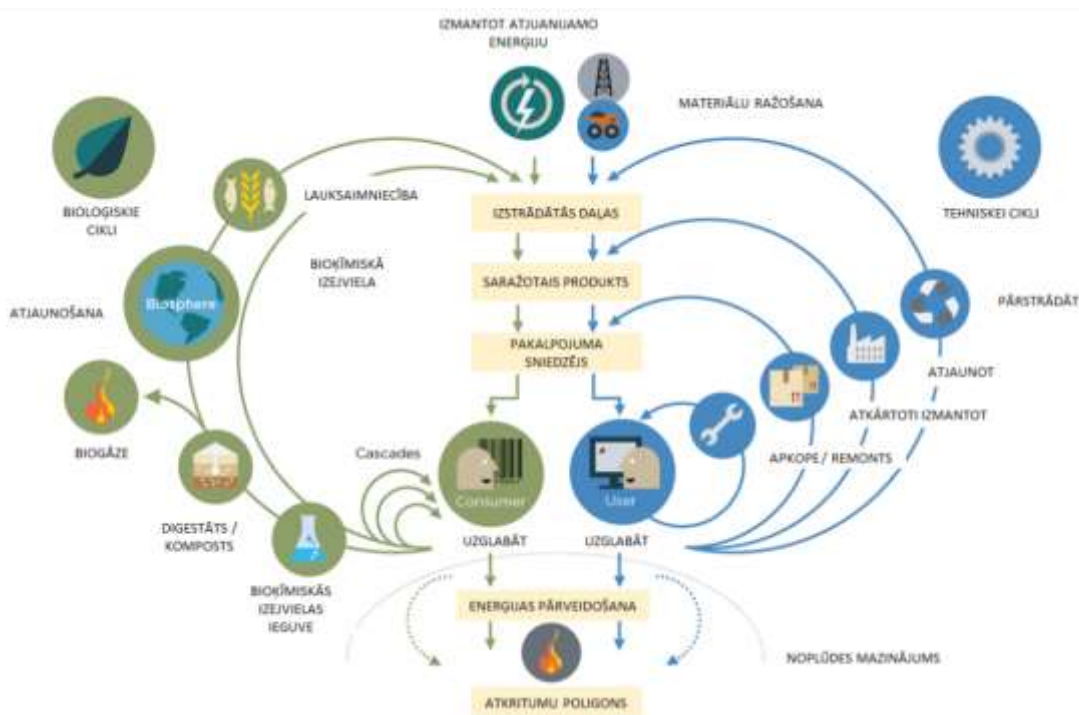 IZMANTOT ATJUANIJAMO
ENERĢIJU
MATERIĀLU RAŽOŠANA
BIOLOĢISKIE
CIKLI
LAUKSAIMNIECĪBA
IZSTRĀDĀTĀS DAĻAS
TEHNISKEI CIKLI
BIOĶĪMISKĀ
IZEJVIELA
SARAŽOTAIS PRODUKTS
Biosphere
ATJAUNOŠANA
PĀRSTRĀDĀT
PAKALPOJUMA
SNIEDZĒJS
ATJAUNOT
ATKĀRTOTI IZMANTOT
BIOGĀZE
Cascades
APKOPE / REMONTS
Consumer
User
DIGESTĀTS /
KOMPOSTS
UZGLABĀT
UZGLABĀT
BIOĶĪMISKĀS
IZEJVIELAS
IEGUVE
ENERĢIJAS PĀRVEIDOŠANA
NOPLŪDES MAZINĀJUMS
ATKRITUMU POLIGONS